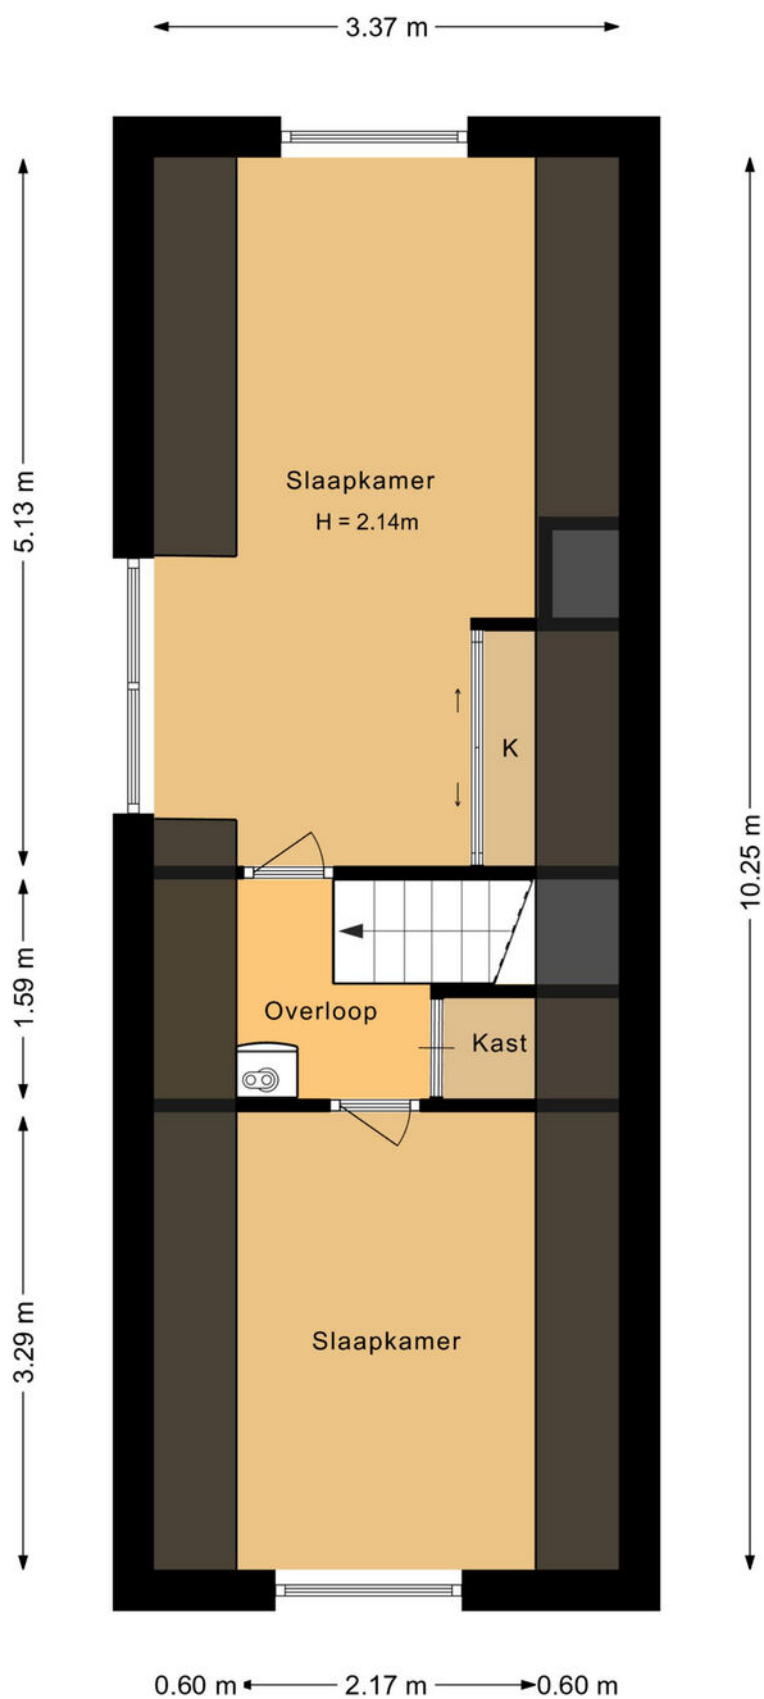 3.37 m
Slaapkamer
H = 2.14m
5.13 m
K
10.25 m
1.59 m
Overloop
Kast
3.29 m
Slaapkamer
0.60 m 2.17 m 0.60 m